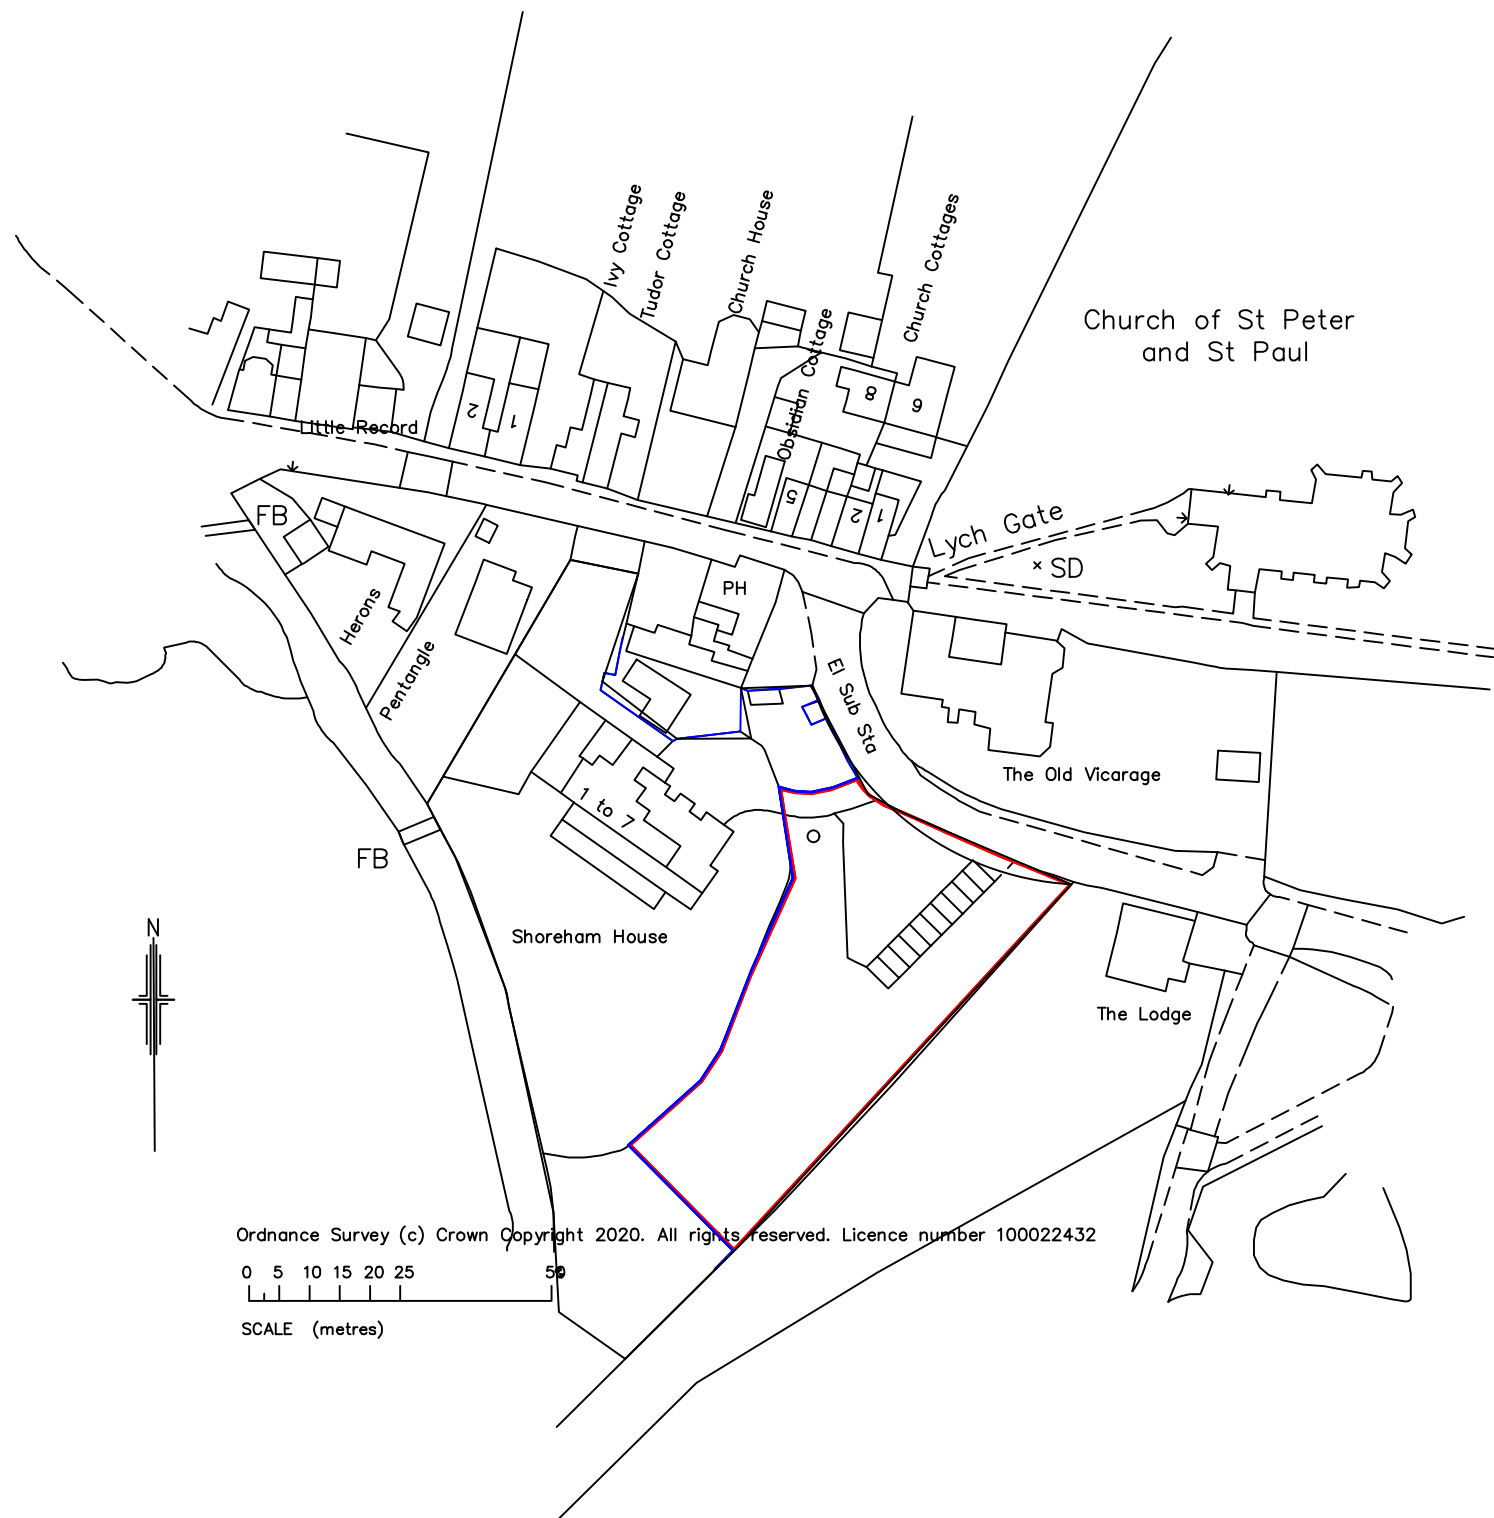 Ivy Cottage
Tudor Cottage
Church House
Obsidian Cottage
Church Cottages
Church of St Peter
and St Paul
8
6
Little Record
2
1
5
2
1
Lych Gate
SD
FB
Herons
Pentangle
PH
El Sub Sta
The Old Vicarage
1 to 7
FB
Shoreham House
N
The Lodge
Ordnance Survey (c) Crown Copyright 2020. All rights reserved. Licence number 100022432
0 5 10 15 20 25 50
SCALE (metres)